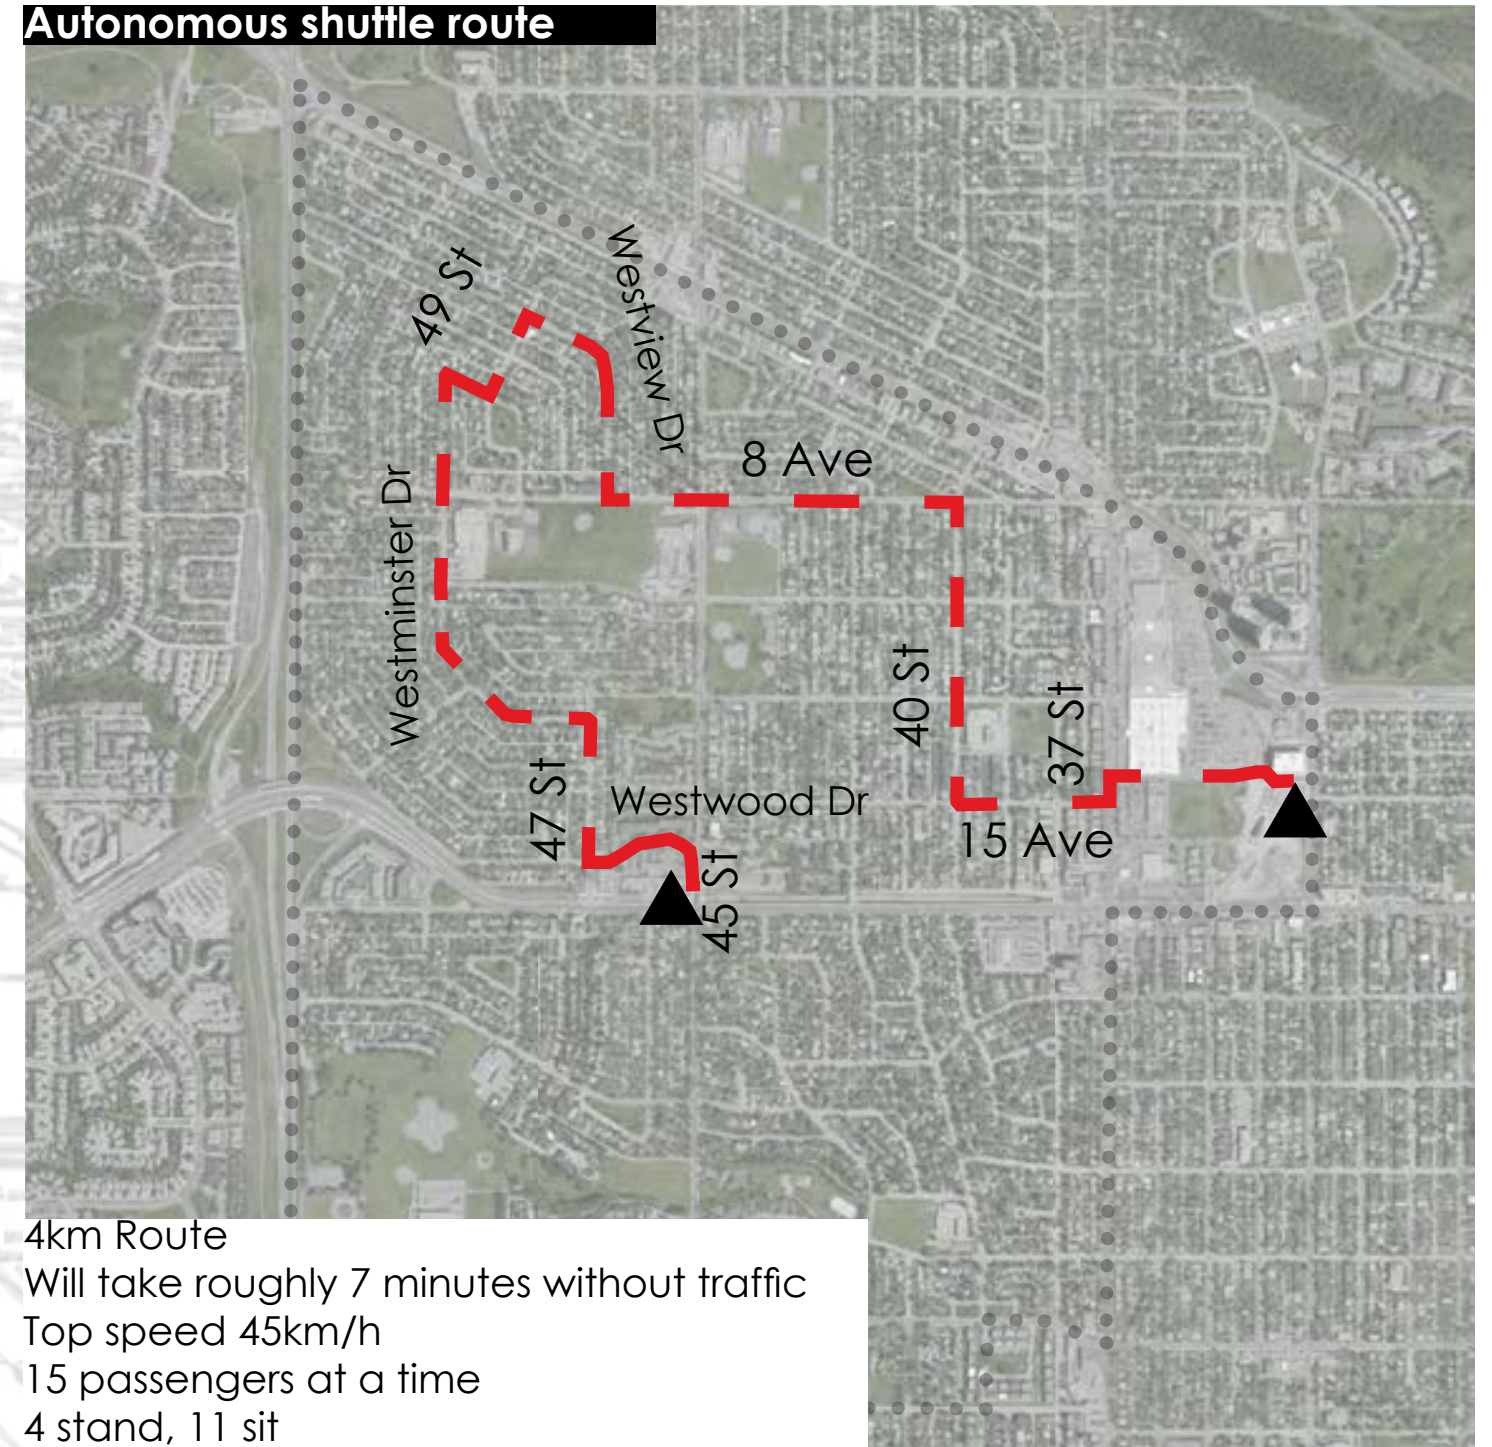 Autonomous shuttle route
49 St
Westview Dr
8 Ave
Westminster Dr
40 St
37 St
47 St
Westwood Dr
15 Ave
45 St
4km Route
Will take roughly 7 minutes without traffic
Top speed 45km/h
15 passengers at a time
4 stand, 11 sit